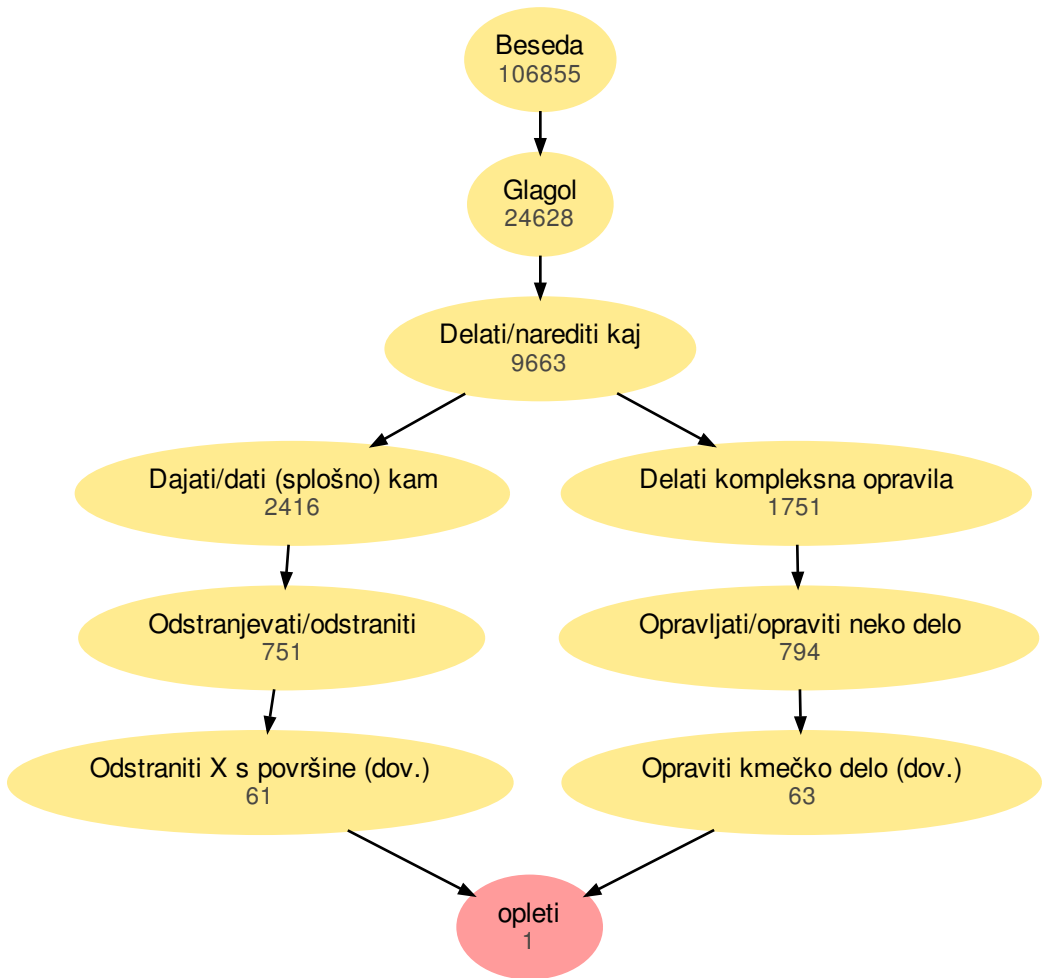 Beseda
106855
Glagol
24628
Delati/narediti kaj
9663
Dajati/dati (splošno) kam
2416
Delati kompleksna opravila
1751
Odstranjevati/odstraniti
751
Opravljati/opraviti neko delo
794
Odstraniti X s površine (dov.)
61
Opraviti kmečko delo (dov.)
63
opleti
1